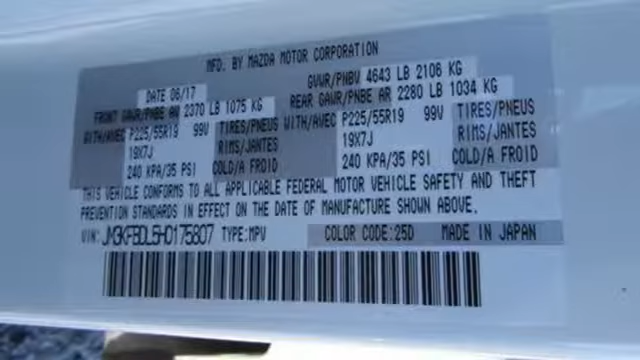 MFD. BY MAZDA MOTOR CORPORATION
DATE 06/17 GVWR/PNBV 4643 LB 2106 KG
FRONT GAWR/PNBE AV 2370 LB 1075 KG REAR GAWR/PNBE AR 2280 LB 1034 KG
WITH/AVEC P225/55R19 99V TIRES/PNEUS WITH/AVEC P225/55R19 99V TIRES/PNEUS
19X7J RIMS/JANTES 19X7J RIMS/JANTES
240 KPA/35 PSI COLD/A FROID 240 KPA/35 PSI COLD/A FROID
THIS VEHICLE CONFORMS TO ALL APPLICABLE FEDERAL MOTOR VEHICLE SAFETY AND THEFT
PREVENTION STANDARDS IN EFFECT ON THE DATE OF MANUFACTURE SHOWN ABOVE.
VIN: JM3KFBDL5H0175807 TYPE:MPV COLOR CODE:25D MADE IN JAPAN